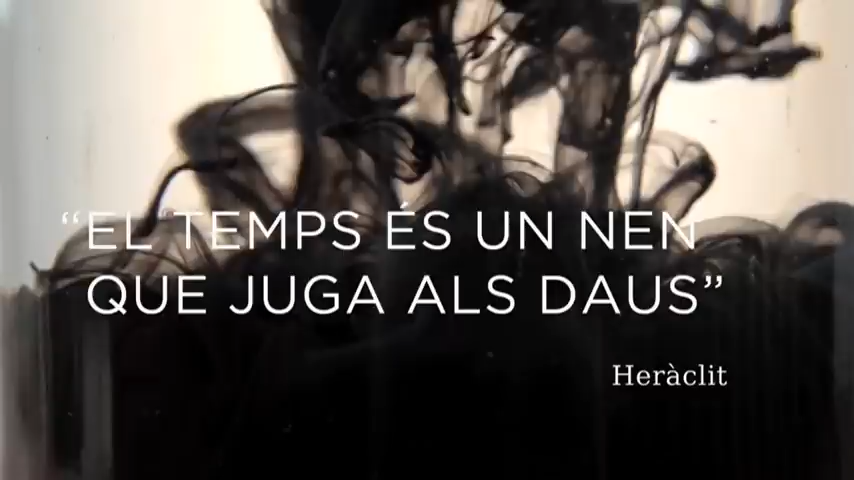 “EL TEMPS ÉS UN NEN
QUE JUGA ALS DAUS”
Heràclit